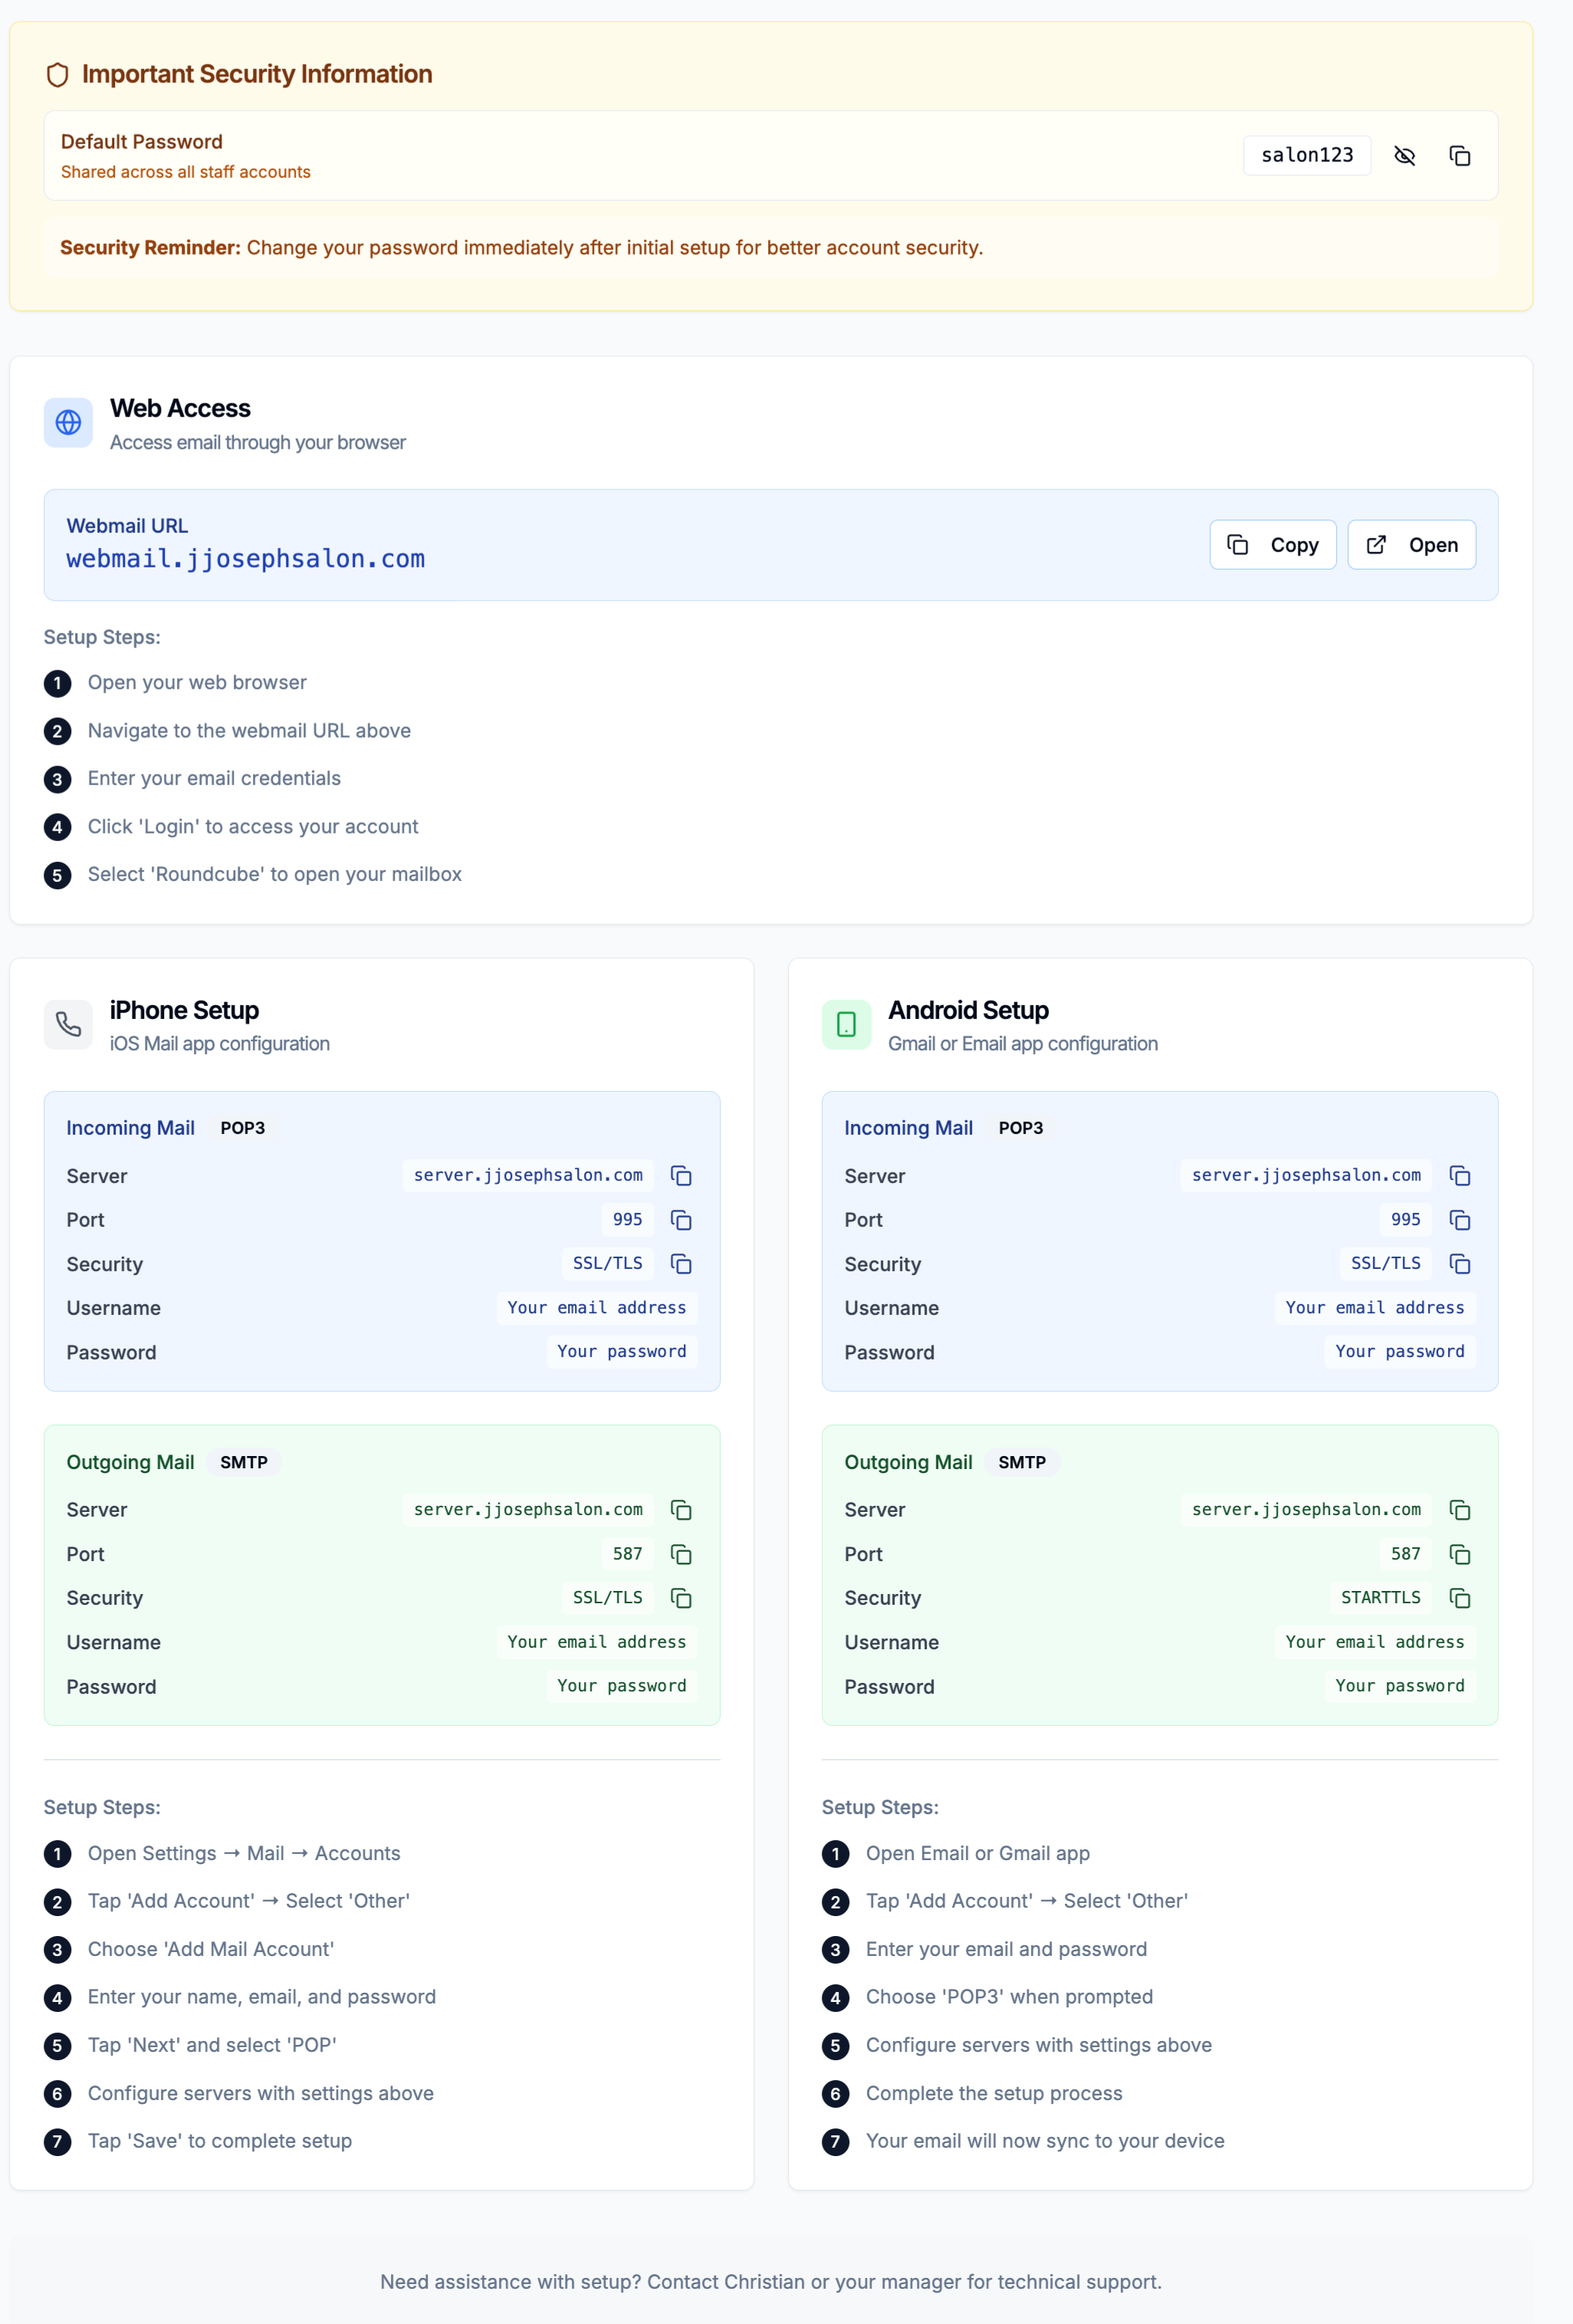 Important Security Information
Default Password
Shared across all staff accounts
salon123
Security Reminder: Change your password immediately after initial setup for better account security.
Web Access
Access email through your browser
Webmail URL
webmail.jjosephsalon.com
Copy
Open
Setup Steps:
1 Open your web browser
2 Navigate to the webmail URL above
3 Enter your email credentials
4 Click 'Login' to access your account
5 Select 'Roundcube' to open your mailbox
iPhone Setup
iOS Mail app configuration
Incoming Mail POP3
Server server.jjosephsalon.com
Port 995
Security SSL/TLS
Username Your email address
Password Your password
Outgoing Mail SMTP
Server server.jjosephsalon.com
Port 587
Security SSL/TLS
Username Your email address
Password Your password
Setup Steps:
1 Open Settings → Mail → Accounts
2 Tap 'Add Account' → Select 'Other'
3 Choose 'Add Mail Account'
4 Enter your name, email, and password
5 Tap 'Next' and select 'POP'
6 Configure servers with settings above
7 Tap 'Save' to complete setup
Android Setup
Gmail or Email app configuration
Incoming Mail POP3
Server server.jjosephsalon.com
Port 995
Security SSL/TLS
Username Your email address
Password Your password
Outgoing Mail SMTP
Server server.jjosephsalon.com
Port 587
Security STARTTLS
Username Your email address
Password Your password
Setup Steps:
1 Open Email or Gmail app
2 Tap 'Add Account' → Select 'Other'
3 Enter your email and password
4 Choose 'POP3' when prompted
5 Configure servers with settings above
6 Complete the setup process
7 Your email will now sync to your device
Need assistance with setup? Contact Christian or your manager for technical support.